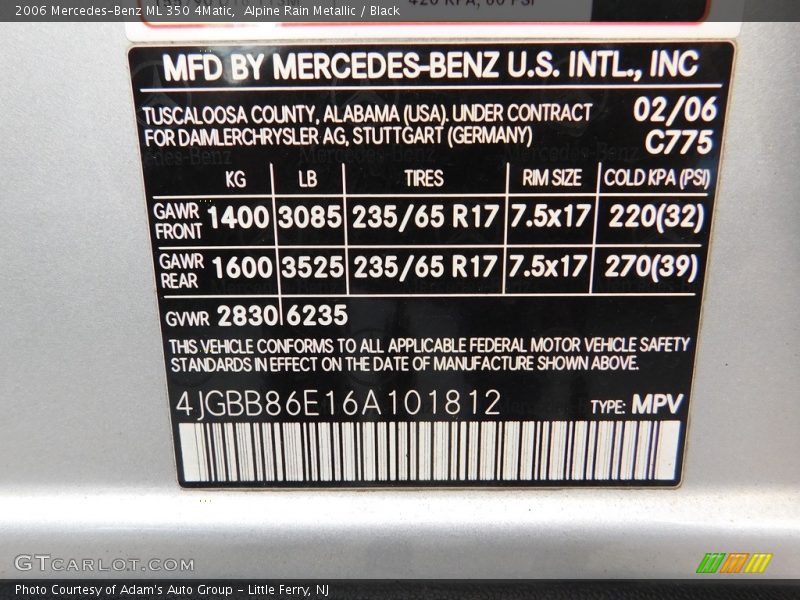 2006 Mercedes-Benz ML 350 4Matic,  Alpine Rain Metallic / Black
MFD BY MERCEDES-BENZ U.S. INTL., INC
TUSCALOOSA COUNTY, ALABAMA (USA). UNDER CONTRACT 02/06
FOR DAIMLERCHRYSLER AG, STUTTGART (GERMANY) C775
KG LB TIRES RIM SIZE COLD KPA (PSI)
GAWR FRONT 1400 3085 235/65 R17 7.5x17 220(32)
GAWR REAR 1600 3525 235/65 R17 7.5x17 270(39)
GVWR 2830 6235
THIS VEHICLE CONFORMS TO ALL APPLICABLE FEDERAL MOTOR VEHICLE SAFETY
STANDARDS IN EFFECT ON THE DATE OF MANUFACTURE SHOWN ABOVE.
4JGBB86E16A101812 TYPE: MPV
GTCARLOT.COM
Photo Courtesy of Adam's Auto Group - Little Ferry, NJ